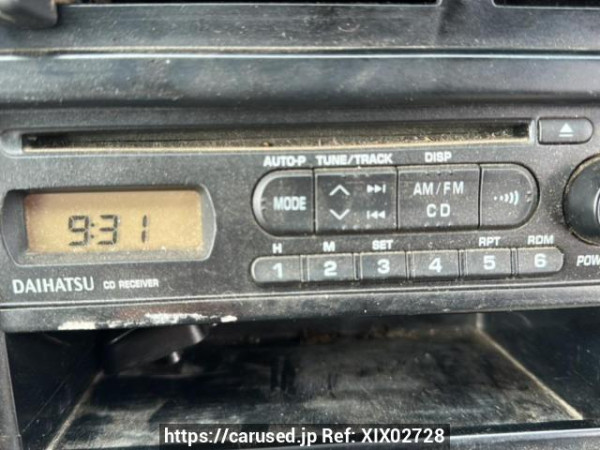 AUTO-P TUNE/TRACK DISP
MODE AM/FM
CD
9:31
H M SET RPT RDM
1 2 3 4 5 6
DAIHATSU CD RECEIVER
POW
https://carused.jp Ref: XIX02728